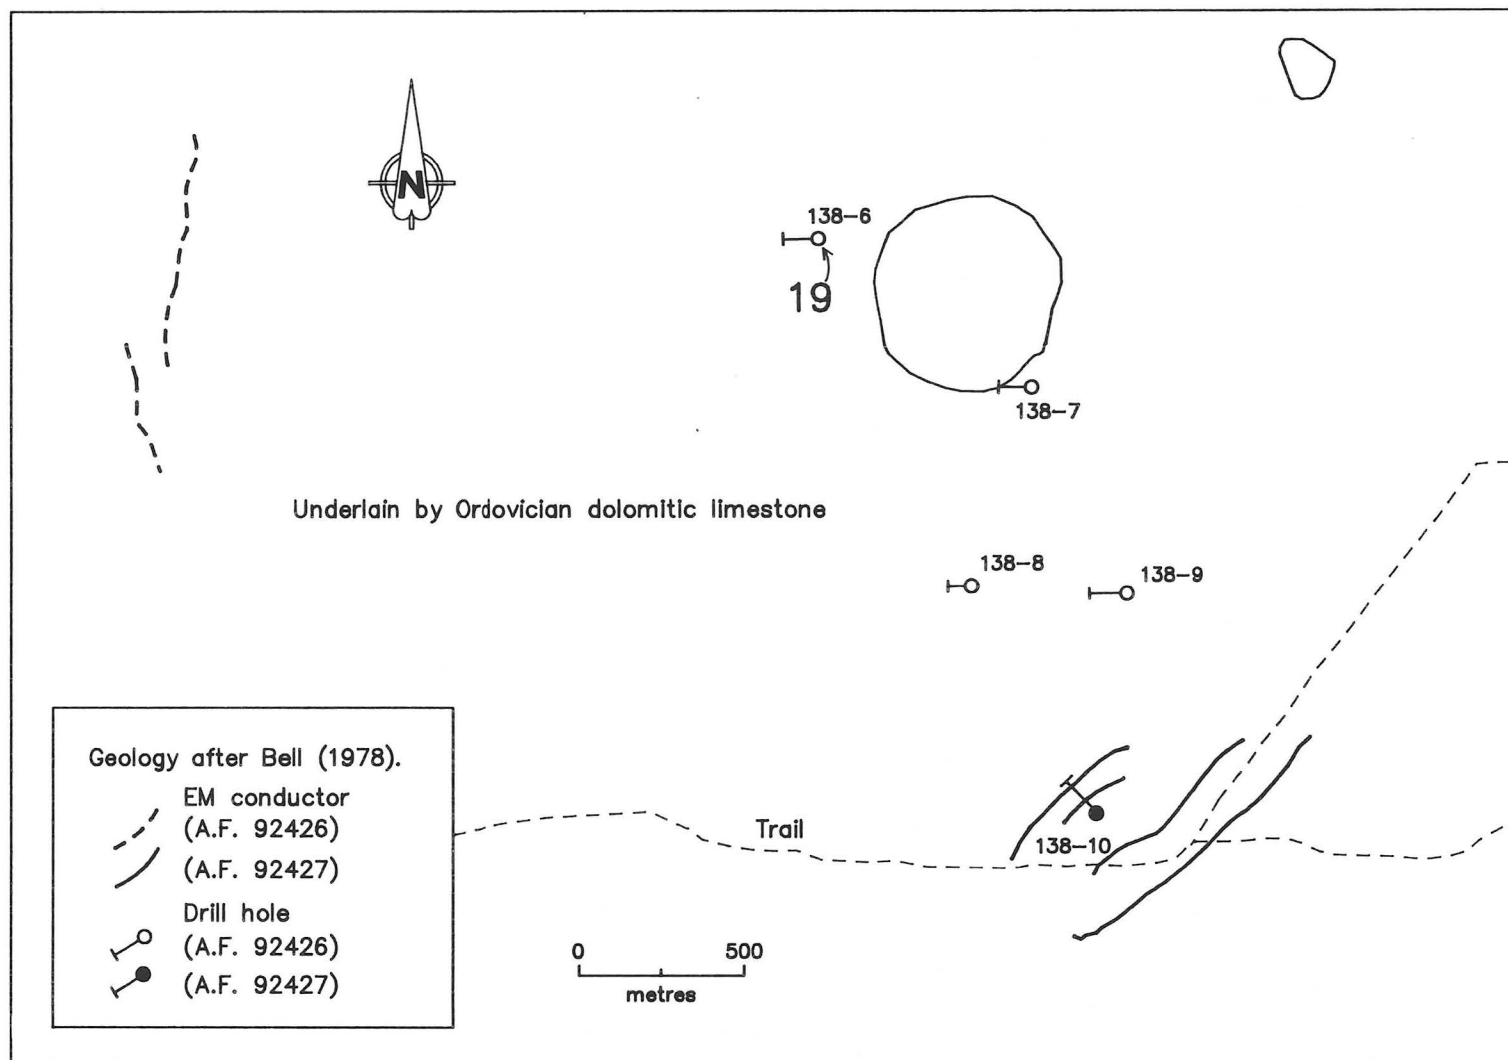 N
138-6
19
138-7
Underlain by Ordovician dolomitic limestone
138-8
138-9
Geology after Bell (1978).
EM conductor
(A.F. 92426)
(A.F. 92427)
Drill hole
(A.F. 92426)
(A.F. 92427)
Trail
138-10
0 500
metres